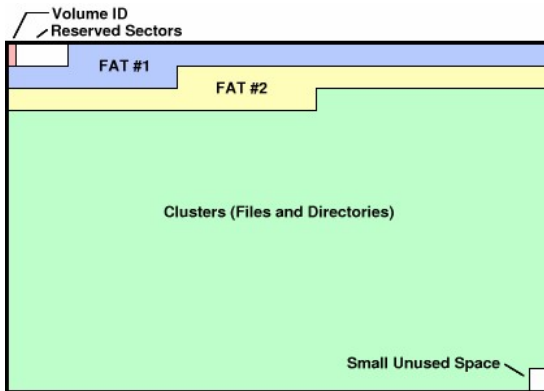 Volume ID
Reserved Sectors
FAT #1
FAT #2
Clusters (Files and Directories)
Small Unused Space